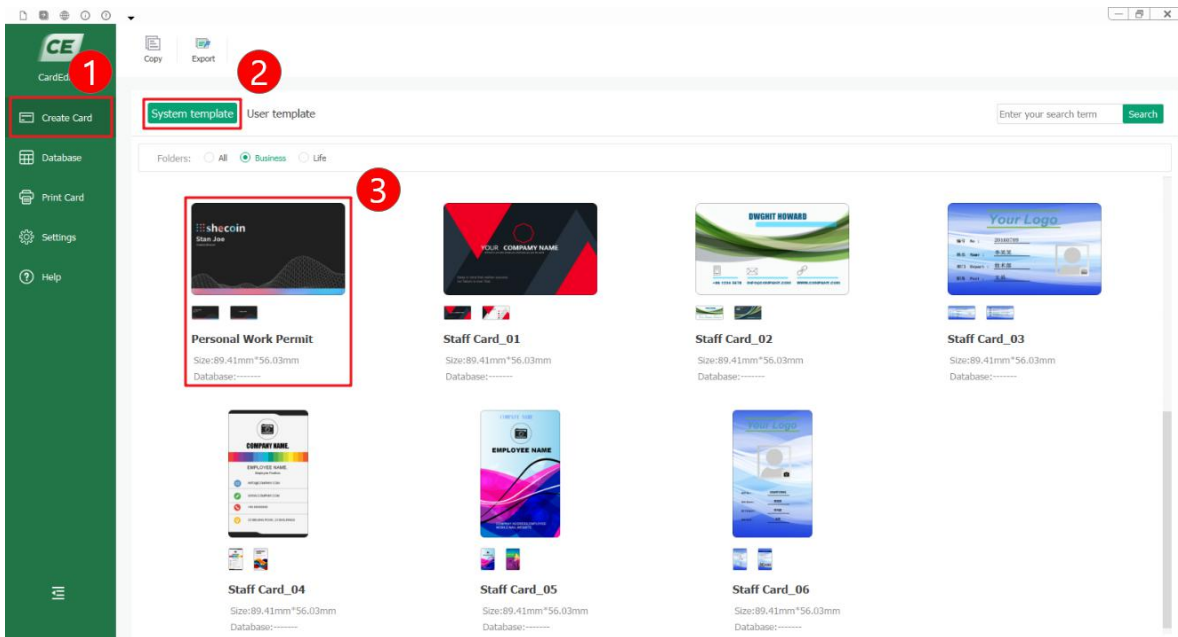 CE
CardEd
1
Create Card
Database
Print Card
Settings
Help
Copy
Export
2
System template
User template
Enter your search term
Search
Folders:
All
Business
Life
3
shecoin
Stan Joe
Personal Work Permit
Size:89.41mm*56.03mm
Database:-------
YOUR COMPAMY NAME
Staff Card_01
Size:89.41mm*56.03mm
Database:-------
DWGHIT HOWARD
Staff Card_02
Size:89.41mm*56.03mm
Database:-------
Your Logo
Staff Card_03
Size:89.41mm*56.03mm
Database:-------
COMPANY NAME.
EMPLOYEE NAME.
Staff Card_04
Size:89.41mm*56.03mm
Database:-------
COMPANY NAME
EMPLOYEE NAME
Staff Card_05
Size:89.41mm*56.03mm
Database:-------
Your Logo
Staff Card_06
Size:89.41mm*56.03mm
Database:-------